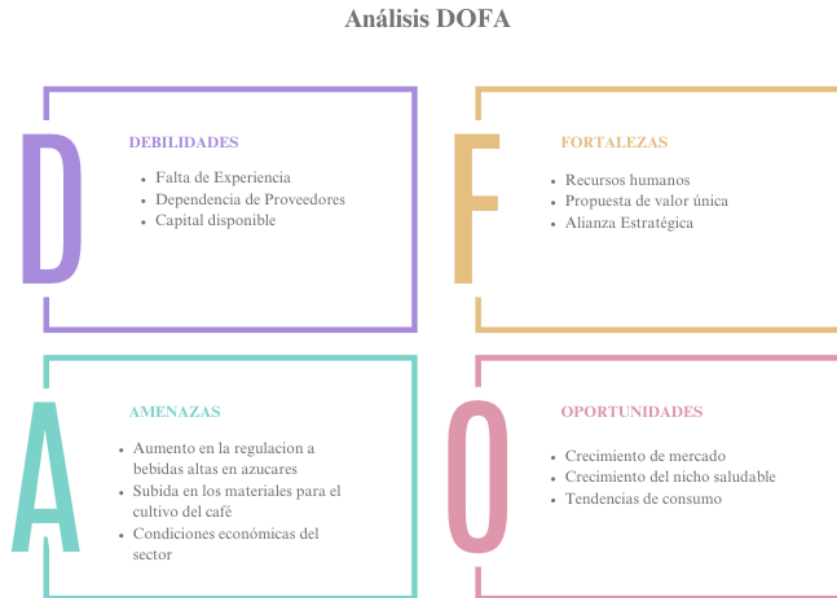 Análisis DOFA
D
DEBILIDADES
• Falta de Experiencia
• Dependencia de Proveedores
• Capital disponible
F
FORTALEZAS
• Recursos humanos
• Propuesta de valor única
• Alianza Estratégica
A
AMENAZAS
• Aumento en la regulacion a
bebidas altas en azucares
• Subida en los materiales para el
cultivo del café
• Condiciones económicas del
sector
O
OPORTUNIDADES
• Crecimiento de mercado
• Crecimiento del nicho saludable
• Tendencias de consumo